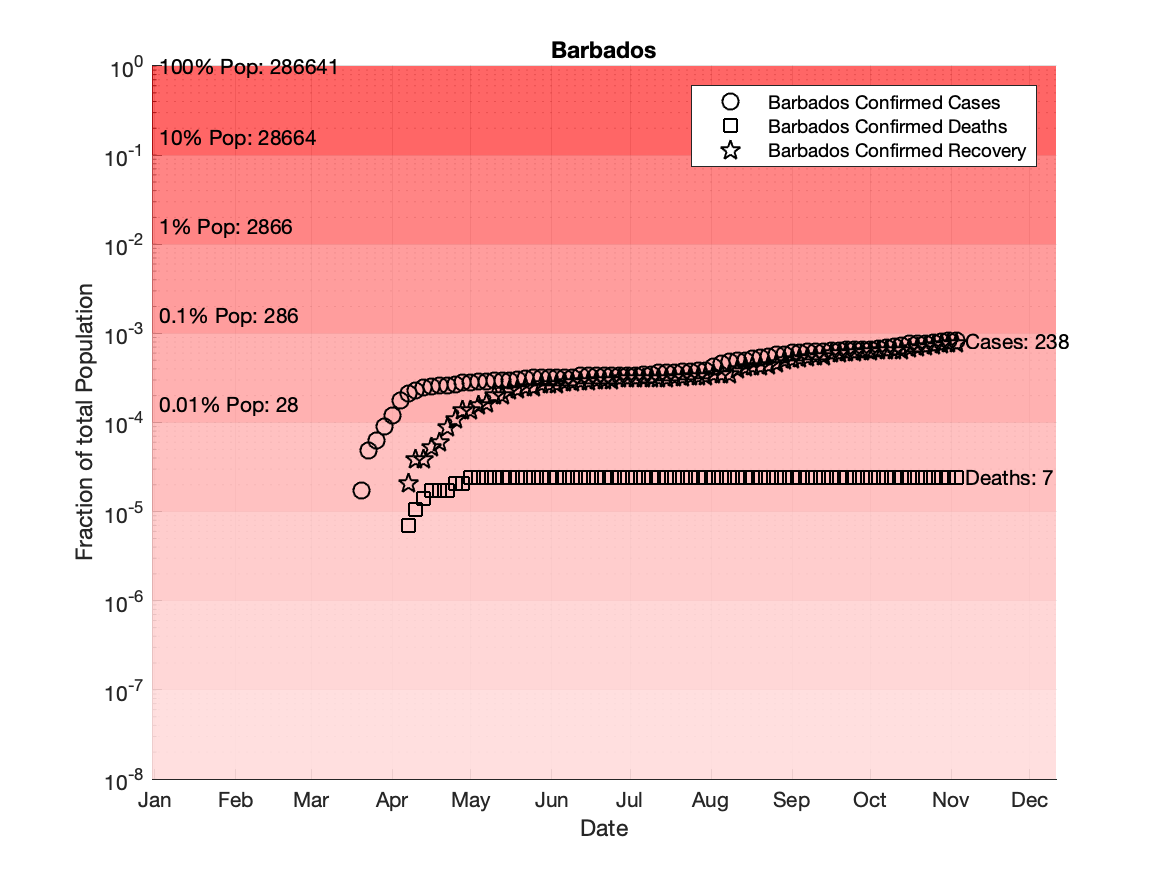 Barbados
10^0
10^-1
10^-2
10^-3
10^-4
10^-5
10^-6
10^-7
10^-8
Fraction of total Population
100% Pop: 286641
10% Pop: 28664
1% Pop: 2866
0.1% Pop: 286
0.01% Pop: 28
Barbados Confirmed Cases
Barbados Confirmed Deaths
Barbados Confirmed Recovery
Cases: 238
Deaths: 7
Jan Feb Mar Apr May Jun Jul Aug Sep Oct Nov Dec
Date